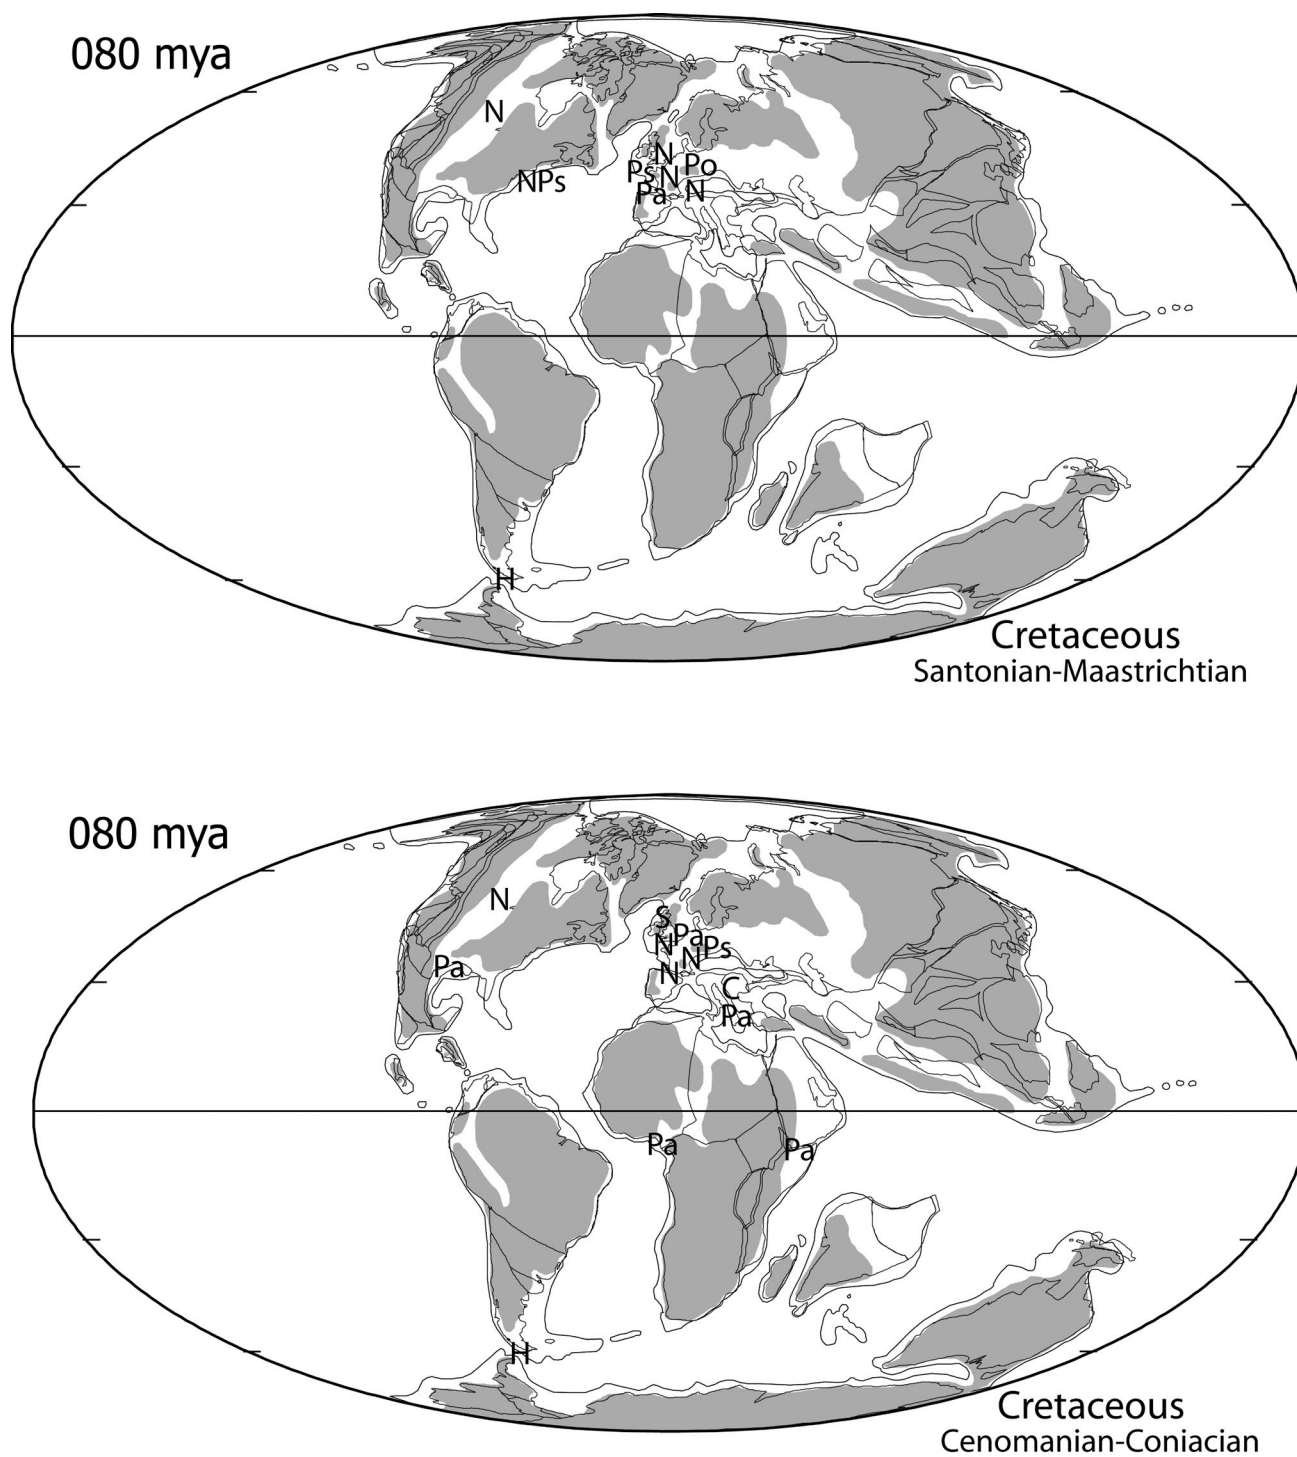 080 mya
N
N
Ps
Po
N
NPs
Pa
N
H
Cretaceous
Santonian-Maastrichtian
080 mya
N
S
Pa
N
Ps
N
Pa
N
C
Pa
Pa
Pa
H
Cretaceous
Cenomanian-Coniacian